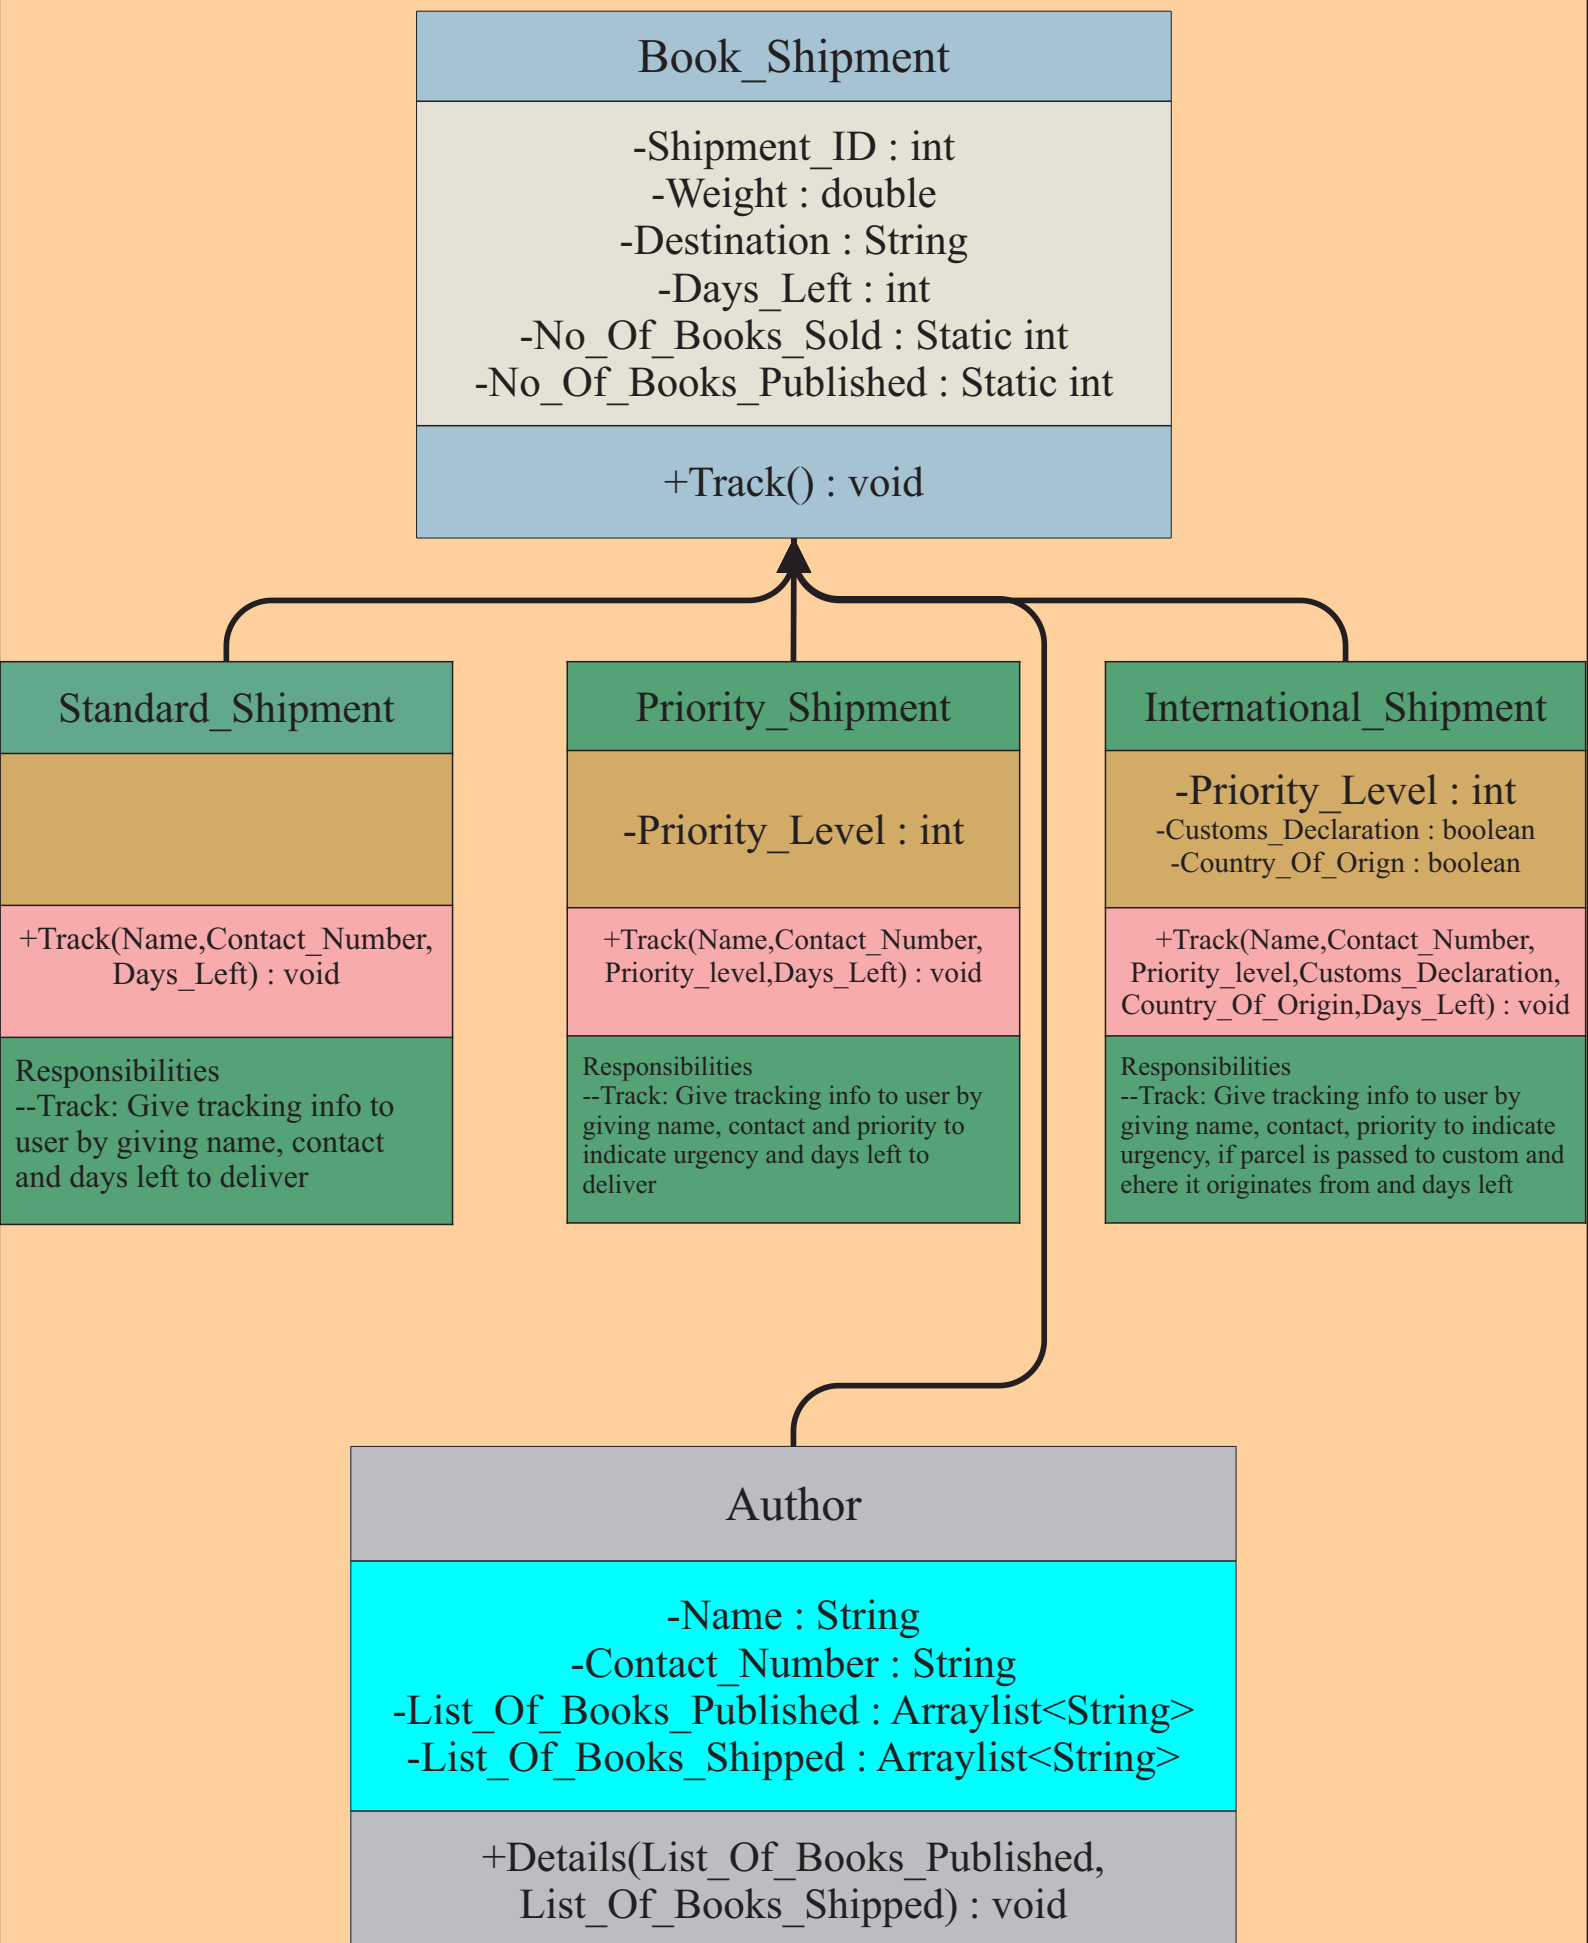 Book_Shipment
-Shipment_ID : int
-Weight : double
-Destination : String
-Days_Left : int
-No_Of_Books_Sold : Static int
-No_Of_Books_Published : Static int
+Track() : void
Standard_Shipment
+Track(Name,Contact_Number,
Days_Left) : void
Responsibilities
--Track: Give tracking info to
user by giving name, contact
and days left to deliver
Priority_Shipment
-Priority_Level : int
+Track(Name,Contact_Number,
Priority_level,Days_Left) : void
Responsibilities
--Track: Give tracking info to user by
giving name, contact and priority to
indicate urgency and days left to
deliver
International_Shipment
-Priority_Level : int
-Customs_Declaration : boolean
-Country_Of_Orign : boolean
+Track(Name,Contact_Number,
Priority_level,Customs_Declaration,
Country_Of_Origin,Days_Left) : void
Responsibilities
--Track: Give tracking info to user by
giving name, contact, priority to indicate
urgency, if parcel is passed to custom and
ehere it originates from and days left
Author
-Name : String
-Contact_Number : String
-List_Of_Books_Published : Arraylist<String>
-List_Of_Books_Shipped : Arraylist<String>
+Details(List_Of_Books_Published,
List_Of_Books_Shipped) : void